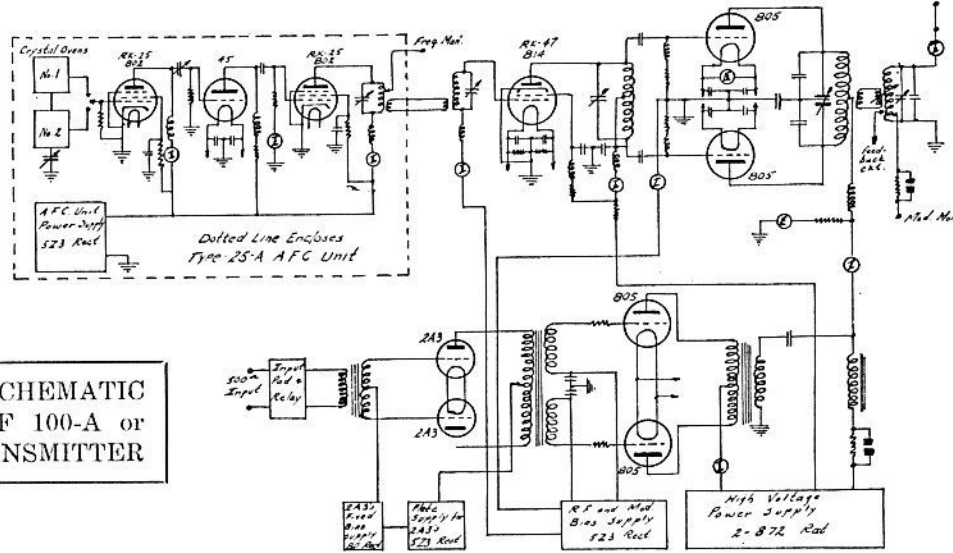 Crystal Ovens
No. 1
No. 2
RK-25
802
45
RK-25
802
Freq. Mon.
RK-47
814
805
805
Feed-
back
ckt.
Mod. Mon
A.F.C. Unit
Power Supply
5Z3 Rect
Dotted Line Encloses
Type-25-A AFC Unit
CHEMATIC
F 100-A or
NSMITTER
500~
Input
Input
Pad &
Relay
2A3
2A3
805
805
2A3's
Fixed
Bias
Supply
80 Rect
Plate
Supply for
2A3's
5Z3 Rect
RF and Mod.
Bias Supply
5Z3 Rect
High Voltage
Power Supply
2-872 Rat